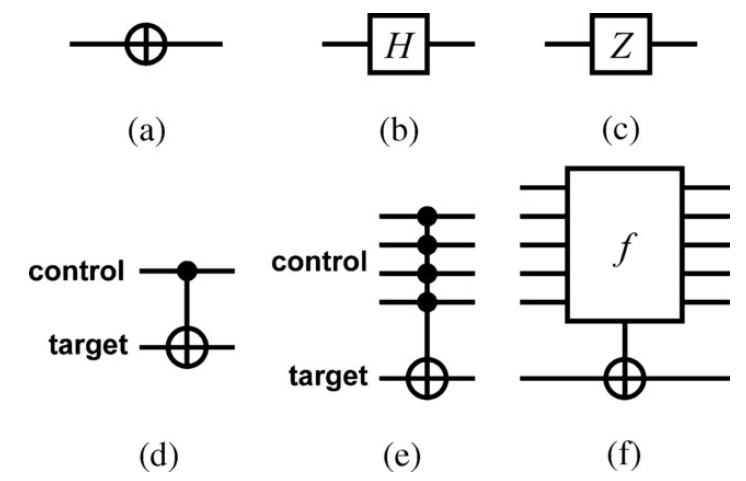 H
Z
(a)
(b)
(c)
f
control
control
target
target
(d)
(e)
(f)